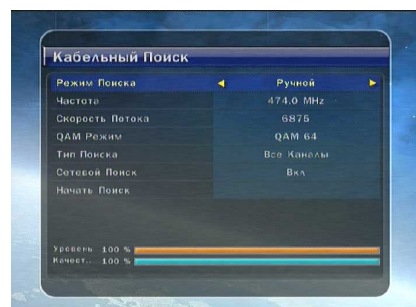 Кабельный Поиск
Режим Поиска Ручной
Частота 474.0 MHz
Скорость Потока 6875
QAM Режим QAM 64
Тип Поиска Все Каналы
Сетевой Поиск Вкл
Начать Поиск
Уровень 100 %
Качест.. 100 %